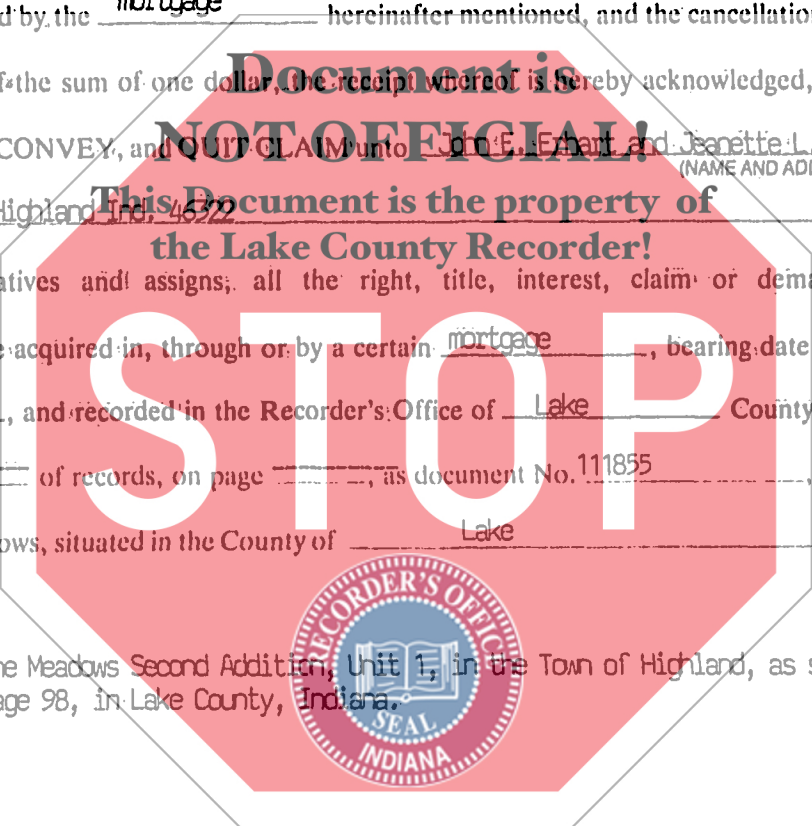 d by the mortgage hereinafter mentioned, and the cancellation
f the sum of one dollar, the receipt whereof is hereby acknowledged,
Document is
CONVEY, and QUIT CLAIM unto John E. and Jeanette L.
NOT OFFICIAL!
(NAME AND ADD
Highland Ind. 46322
This Document is the property of
the Lake County Recorder!
atives and assigns, all the right, title, interest, claim or dema
e acquired in, through or by a certain mortgage, bearing date
, and recorded in the Recorder's Office of Lake County
of records, on page , as document No. 111855 ,
STOP
ows, situated in the County of Lake
RECORDER'S OFFICE
ne Meadows Second Addition, Unit 1, in the Town of Highland, as s
age 98, in Lake County, Indiana.
SEAL
INDIANA